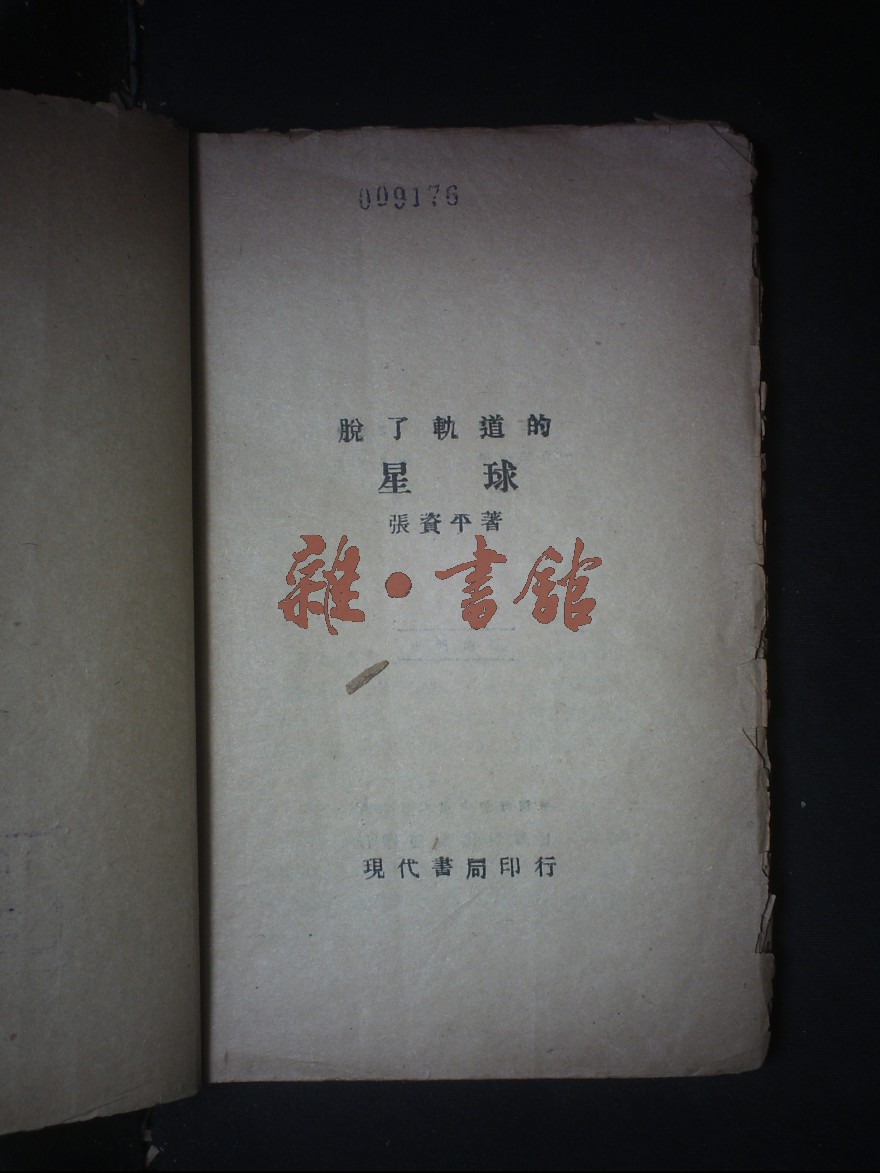 009176
脫了軌道的
星球
張資平著
雜·書舘
現代書局印行